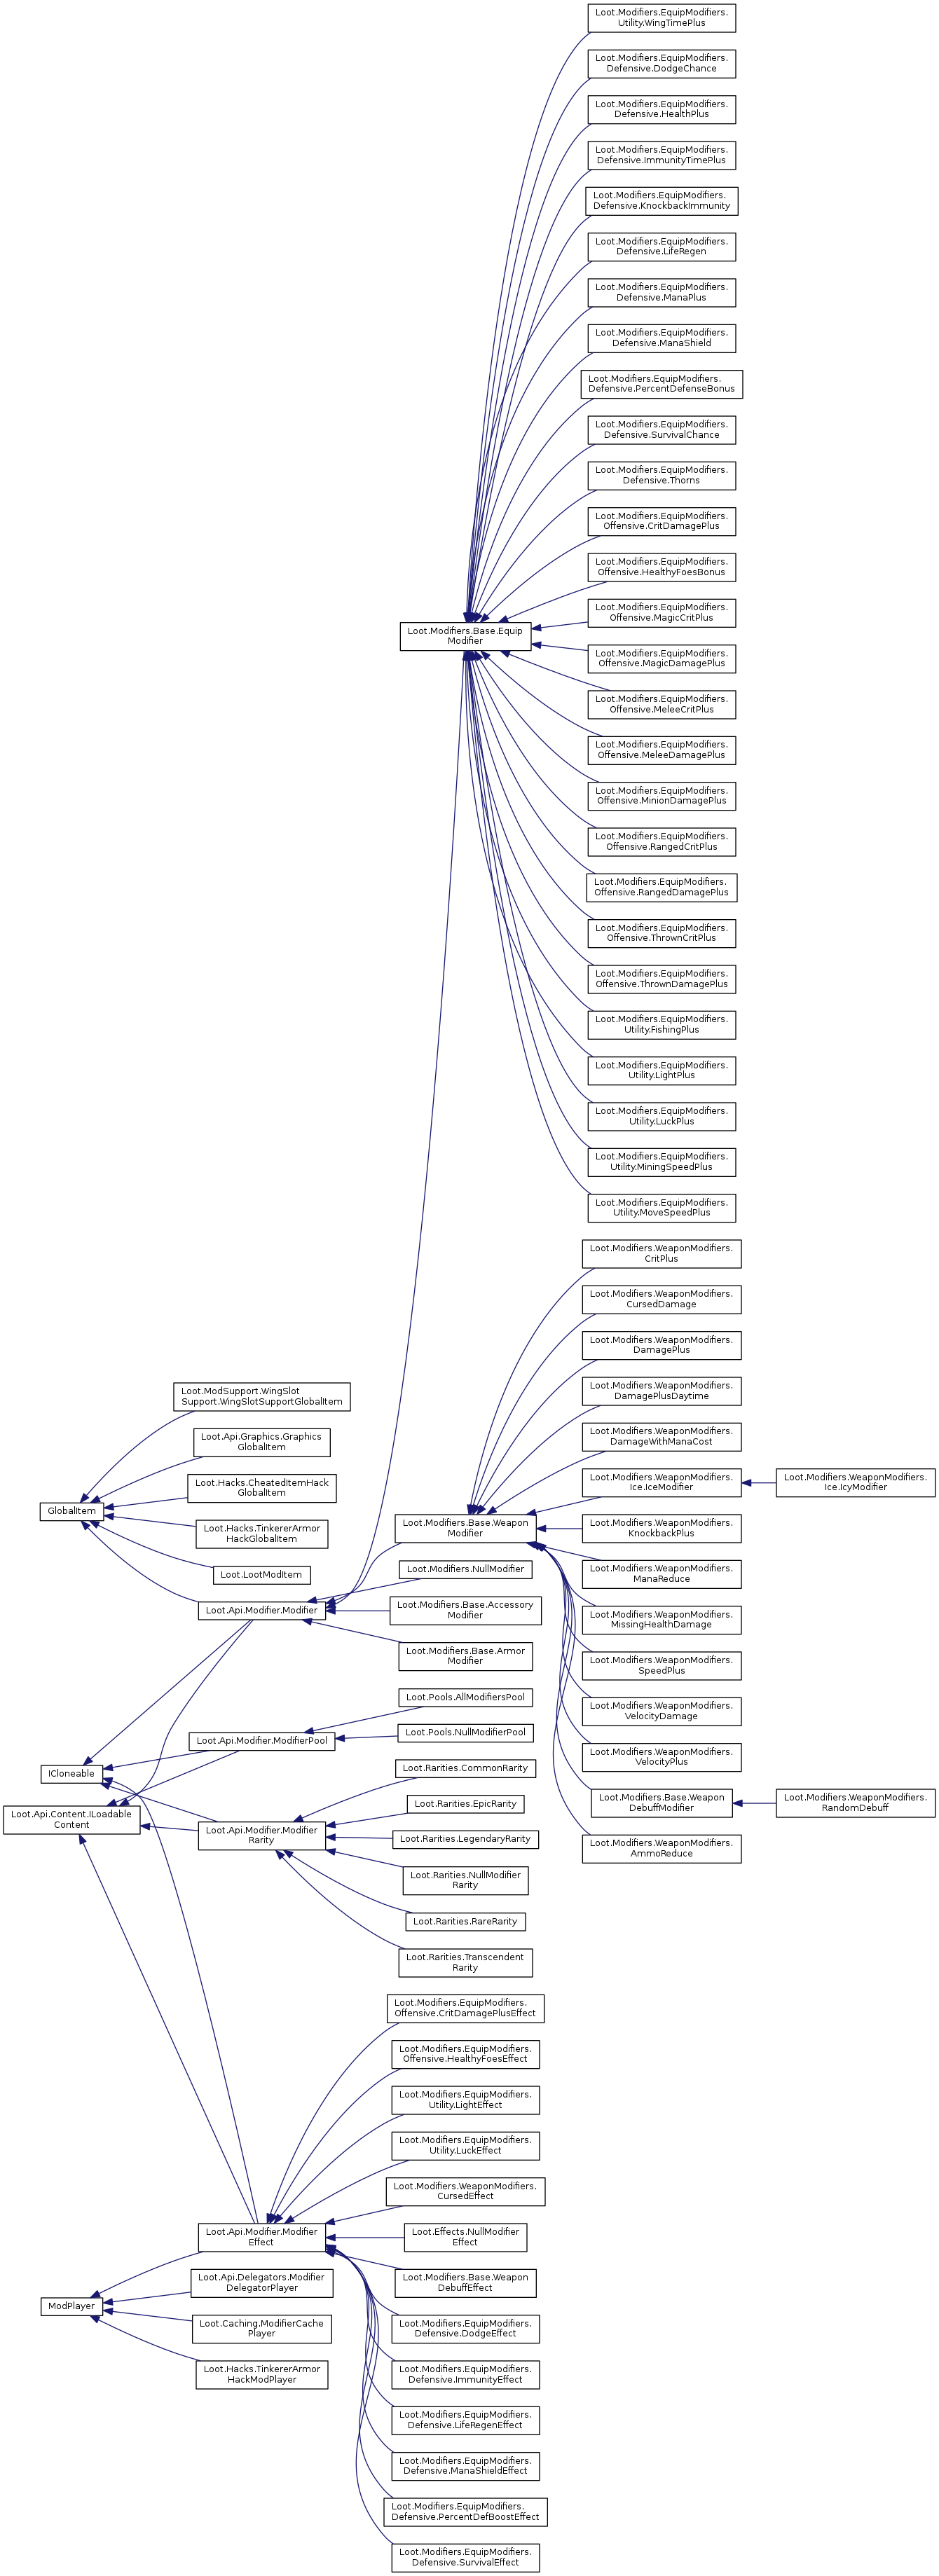 Loot.Modifiers.EquipModifiers.
Utility.WingTimePlus
Loot.Modifiers.EquipModifiers.
Defensive.DodgeChance
Loot.Modifiers.EquipModifiers.
Defensive.HealthPlus
Loot.Modifiers.EquipModifiers.
Defensive.ImmunityTimePlus
Loot.Modifiers.EquipModifiers.
Defensive.KnockbackImmunity
Loot.Modifiers.EquipModifiers.
Defensive.LifeRegen
Loot.Modifiers.EquipModifiers.
Defensive.ManaPlus
Loot.Modifiers.EquipModifiers.
Defensive.ManaShield
Loot.Modifiers.EquipModifiers.
Defensive.PercentDefenseBonus
Loot.Modifiers.EquipModifiers.
Defensive.SurvivalChance
Loot.Modifiers.EquipModifiers.
Defensive.Thorns
Loot.Modifiers.EquipModifiers.
Offensive.CritDamagePlus
Loot.Modifiers.EquipModifiers.
Offensive.HealthyFoesBonus
Loot.Modifiers.EquipModifiers.
Offensive.MagicCritPlus
Loot.Modifiers.Base.Equip
Modifier
Loot.Modifiers.EquipModifiers.
Offensive.MagicDamagePlus
Loot.Modifiers.EquipModifiers.
Offensive.MeleeCritPlus
Loot.Modifiers.EquipModifiers.
Offensive.MeleeDamagePlus
Loot.Modifiers.EquipModifiers.
Offensive.MinionDamagePlus
Loot.Modifiers.EquipModifiers.
Offensive.RangedCritPlus
Loot.Modifiers.EquipModifiers.
Offensive.RangedDamagePlus
Loot.Modifiers.EquipModifiers.
Offensive.ThrownCritPlus
Loot.Modifiers.EquipModifiers.
Offensive.ThrownDamagePlus
Loot.Modifiers.EquipModifiers.
Utility.FishingPlus
Loot.Modifiers.EquipModifiers.
Utility.LightPlus
Loot.Modifiers.EquipModifiers.
Utility.LuckPlus
Loot.Modifiers.EquipModifiers.
Utility.MiningSpeedPlus
Loot.Modifiers.EquipModifiers.
Utility.MoveSpeedPlus
Loot.Modifiers.WeaponModifiers.
CritPlus
Loot.Modifiers.WeaponModifiers.
CursedDamage
Loot.Modifiers.WeaponModifiers.
DamagePlus
Loot.Modifiers.WeaponModifiers.
DamagePlusDaytime
Loot.Modifiers.WeaponModifiers.
DamageWithManaCost
Loot.Modifiers.WeaponModifiers.
Ice.IceModifier
Loot.Modifiers.WeaponModifiers.
Ice.IcyModifier
Loot.Modifiers.Base.Weapon
Modifier
Loot.Modifiers.WeaponModifiers.
KnockbackPlus
Loot.Modifiers.WeaponModifiers.
ManaReduce
Loot.Modifiers.WeaponModifiers.
MissingHealthDamage
Loot.Modifiers.WeaponModifiers.
SpeedPlus
Loot.Modifiers.WeaponModifiers.
VelocityDamage
Loot.Modifiers.WeaponModifiers.
VelocityPlus
Loot.Modifiers.Base.Weapon
DebuffModifier
Loot.Modifiers.WeaponModifiers.
RandomDebuff
Loot.Modifiers.WeaponModifiers.
AmmoReduce
Loot.ModSupport.WingSlot
Support.WingSlotSupportGlobalItem
Loot.Api.Graphics.Graphics
GlobalItem
Loot.Hacks.CheatedItemHack
GlobalItem
GlobalItem
Loot.Hacks.TinkererArmor
HackGlobalItem
Loot.LootModItem
Loot.Api.Modifier.Modifier
Loot.Modifiers.NullModifier
Loot.Modifiers.Base.Accessory
Modifier
Loot.Modifiers.Base.Armor
Modifier
Loot.Pools.AllModifiersPool
Loot.Api.Modifier.ModifierPool
Loot.Pools.NullModifierPool
ICloneable
Loot.Api.Content.ILoadable
Content
Loot.Rarities.CommonRarity
Loot.Rarities.EpicRarity
Loot.Api.Modifier.Modifier
Rarity
Loot.Rarities.LegendaryRarity
Loot.Rarities.NullModifier
Rarity
Loot.Rarities.RareRarity
Loot.Rarities.Transcendent
Rarity
Loot.Modifiers.EquipModifiers.
Offensive.CritDamagePlusEffect
Loot.Modifiers.EquipModifiers.
Offensive.HealthyFoesEffect
Loot.Modifiers.EquipModifiers.
Utility.LightEffect
Loot.Modifiers.EquipModifiers.
Utility.LuckEffect
Loot.Modifiers.WeaponModifiers.
CursedEffect
Loot.Api.Modifier.Modifier
Effect
Loot.Effects.NullModifier
Effect
Loot.Modifiers.Base.Weapon
DebuffEffect
ModPlayer
Loot.Api.Delegators.Modifier
DelegatorPlayer
Loot.Caching.ModifierCache
Player
Loot.Hacks.TinkererArmor
HackModPlayer
Loot.Modifiers.EquipModifiers.
Defensive.DodgeEffect
Loot.Modifiers.EquipModifiers.
Defensive.ImmunityEffect
Loot.Modifiers.EquipModifiers.
Defensive.LifeRegenEffect
Loot.Modifiers.EquipModifiers.
Defensive.ManaShieldEffect
Loot.Modifiers.EquipModifiers.
Defensive.PercentDefBoostEffect
Loot.Modifiers.EquipModifiers.
Defensive.SurvivalEffect